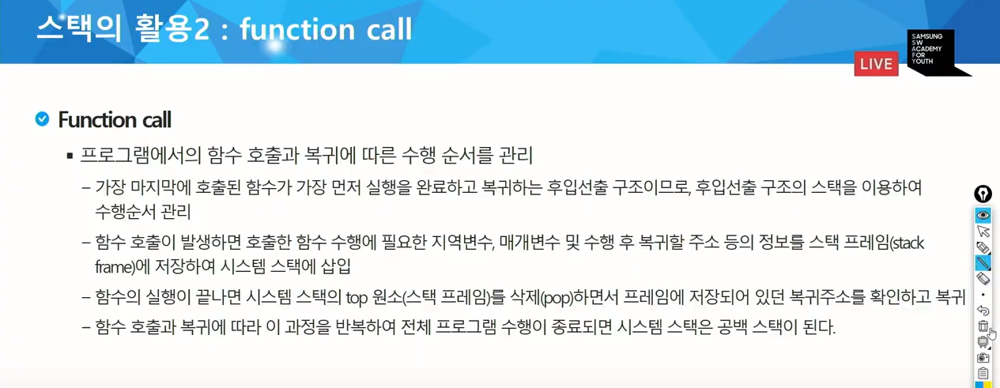 스택의 활용2 : function call
LIVE
SAMSUNG
SW
ACADEMY
FOR
YOUTH
Function call
▪ 프로그램에서의 함수 호출과 복귀에 따른 수행 순서를 관리
– 가장 마지막에 호출된 함수가 가장 먼저 실행을 완료하고 복귀하는 후입선출 구조이므로, 후입선출 구조의 스택을 이용하여
수행순서 관리
– 함수 호출이 발생하면 호출한 함수 수행에 필요한 지역변수, 매개변수 및 수행 후 복귀할 주소 등의 정보를 스택 프레임(stack
frame)에 저장하여 시스템 스택에 삽입
– 함수의 실행이 끝나면 시스템 스택의 top 원소(스택 프레임)를 삭제(pop)하면서 프레임에 저장되어 있던 복귀주소를 확인하고 복귀
– 함수 호출과 복귀에 따라 이 과정을 반복하여 전체 프로그램 수행이 종료되면 시스템 스택은 공백 스택이 된다.